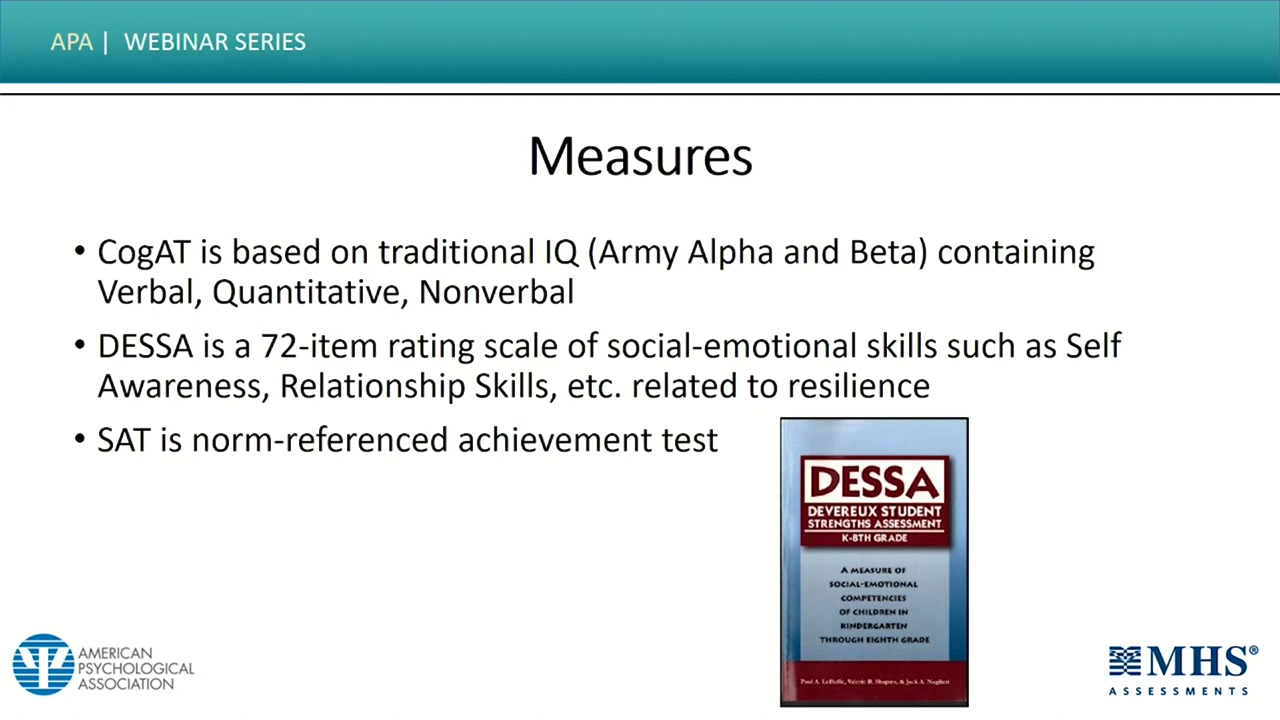 APA | WEBINAR SERIES
Measures
• CogAT is based on traditional IQ (Army Alpha and Beta) containing
Verbal, Quantitative, Nonverbal
• DESSA is a 72-item rating scale of social-emotional skills such as Self
Awareness, Relationship Skills, etc. related to resilience
• SAT is norm-referenced achievement test
DESSA
DEVEREUX STUDENT
STRENGTHS ASSESSMENT
K-8TH GRADE
A MEASURE OF
SOCIAL-EMOTIONAL
COMPETENCIES
OF CHILDREN IN
KINDERGARTEN
THROUGH EIGHTH GRADE
Paul A. LeBuffe, Valerie B. Shapiro, & Jack A. Naglieri
AMERICAN
PSYCHOLOGICAL
ASSOCIATION
MHS®
ASSESSMENTS